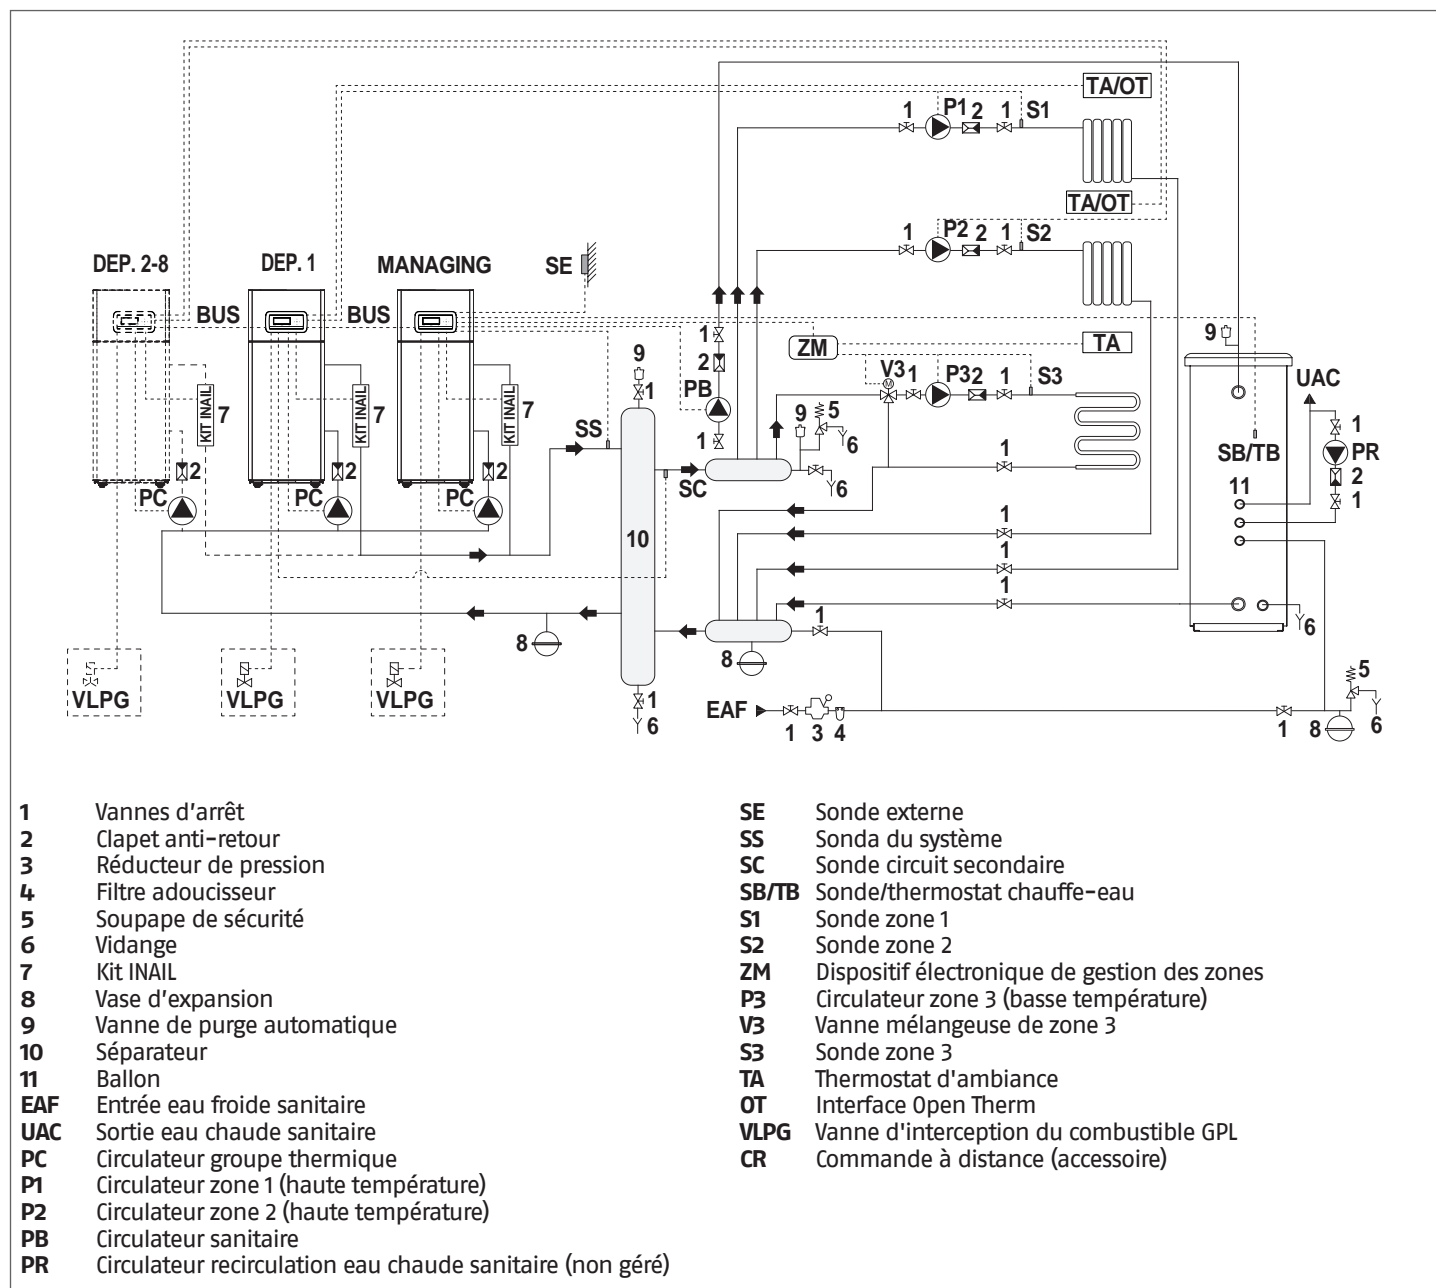 TA/OT
1
P1
2
1
S1
TA/OT
1
P2
2
1
S2
DEP. 2-8
DEP. 1
MANAGING
SE
BUS
BUS
1
ZM
TA
9
9
2
V3
1
P3
2
1
S3
UAC
PB
1
9
5
KIT INAIL
7
KIT INAIL
7
KIT INAIL
7
SS
1
6
1
SB/TB
1
PR
2
2
2
SC
6
11
2
PC
PC
PC
1
1
10
1
1
1
8
8
6
5
VLPG
VLPG
VLPG
1
6
EAF
1
3
4
1
8
6
1 Vannes d'arrêt
2 Clapet anti-retour
3 Réducteur de pression
4 Filtre adoucisseur
5 Soupape de sécurité
6 Vidange
7 Kit INAIL
8 Vase d'expansion
9 Vanne de purge automatique
10 Séparateur
11 Ballon
EAF Entrée eau froide sanitaire
UAC Sortie eau chaude sanitaire
PC Circulateur groupe thermique
P1 Circulateur zone 1 (haute température)
P2 Circulateur zone 2 (haute température)
PB Circulateur sanitaire
PR Circulateur recirculation eau chaude sanitaire (non géré)
SE Sonde externe
SS Sonda du système
SC Sonde circuit secondaire
SB/TB Sonde/thermostat chauffe-eau
S1 Sonde zone 1
S2 Sonde zone 2
ZM Dispositif électronique de gestion des zones
P3 Circulateur zone 3 (basse température)
V3 Vanne mélangeuse de zone 3
S3 Sonde zone 3
TA Thermostat d'ambiance
OT Interface Open Therm
VLPG Vanne d'interception du combustible GPL
CR Commande à distance (accessoire)